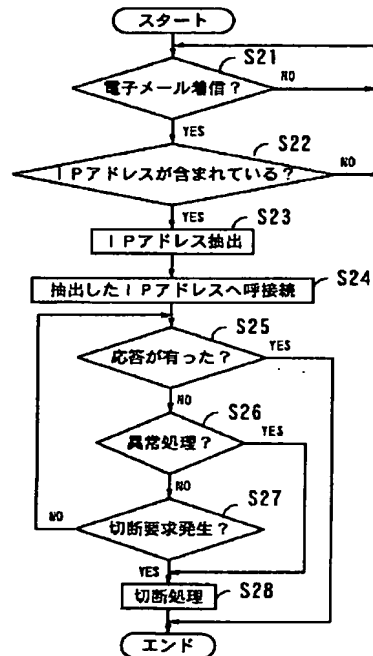 スタート
S21
電子メール着信?
NO
YES
S22
IPアドレスが含まれている?
NO
YES
S23
IPアドレス抽出
S24
抽出したIPアドレスへ呼接続
S25
応答が有った?
YES
NO
S26
異常処理?
YES
NO
S27
切断要求発生?
NO
YES
切断処理
S28
エンド